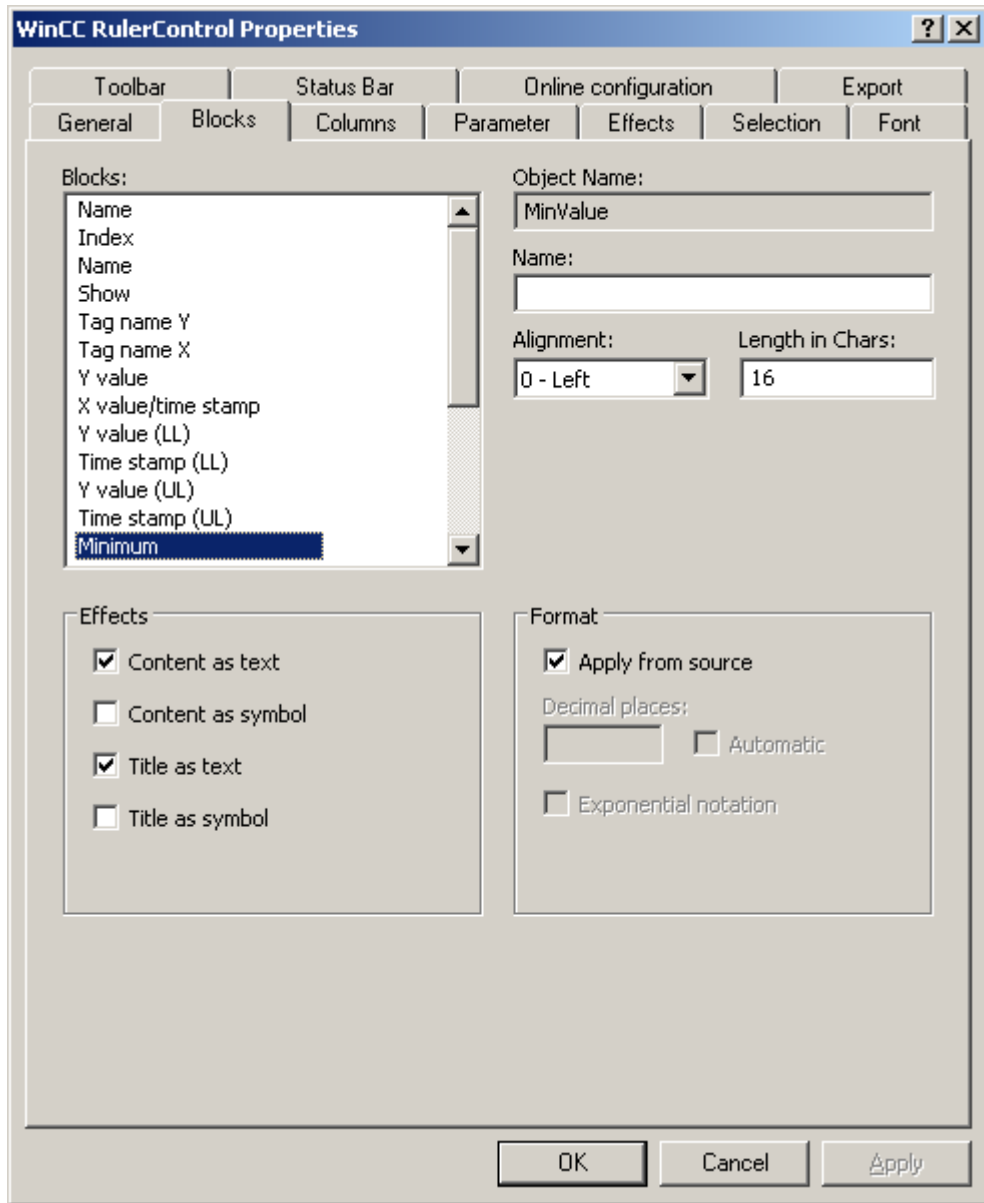 WinCC RulerControl Properties
Toolbar Status Bar Online configuration Export
General Blocks Columns Parameter Effects Selection Font
Blocks:
Name
Index
Name
Show
Tag name Y
Tag name X
Y value
X value/time stamp
Y value (LL)
Time stamp (LL)
Y value (UL)
Time stamp (UL)
Minimum
Object Name:
MinValue
Name:
Alignment: Length in Chars:
0 - Left 16
Effects
Content as text
Content as symbol
Title as text
Title as symbol
Format
Apply from source
Decimal places:
Automatic
Exponential notation
OK Cancel Apply